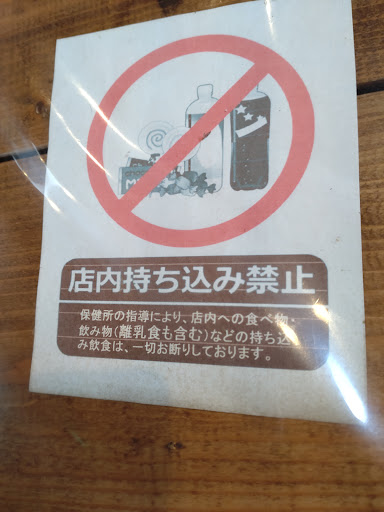 店内持ち込み禁止
保健所の指導により、店内への食べ物・
飲み物(離乳食も含む)などの持ち込
み飲食は、一切お断りしております。